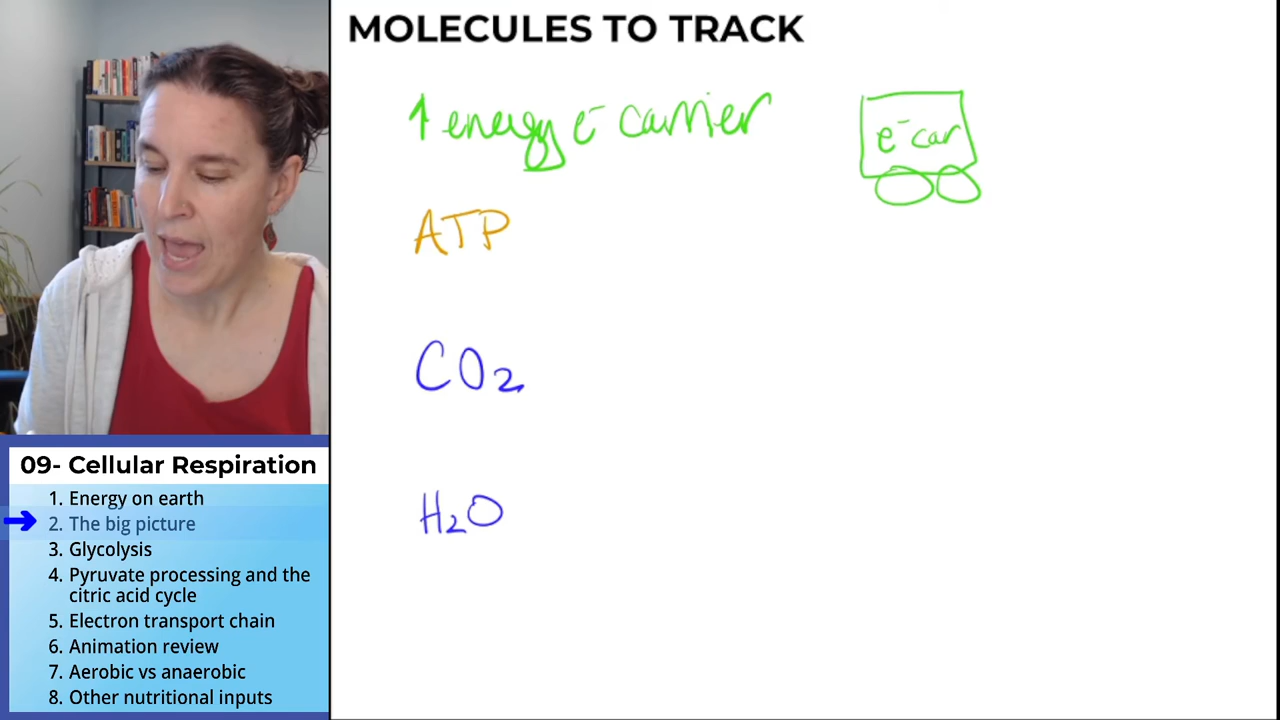 MOLECULES TO TRACK
↑ energy e⁻ carrier
e⁻ car
ATP
CO₂
H₂O
09- Cellular Respiration
1. Energy on earth
2. The big picture
3. Glycolysis
4. Pyruvate processing and the
citric acid cycle
5. Electron transport chain
6. Animation review
7. Aerobic vs anaerobic
8. Other nutritional inputs